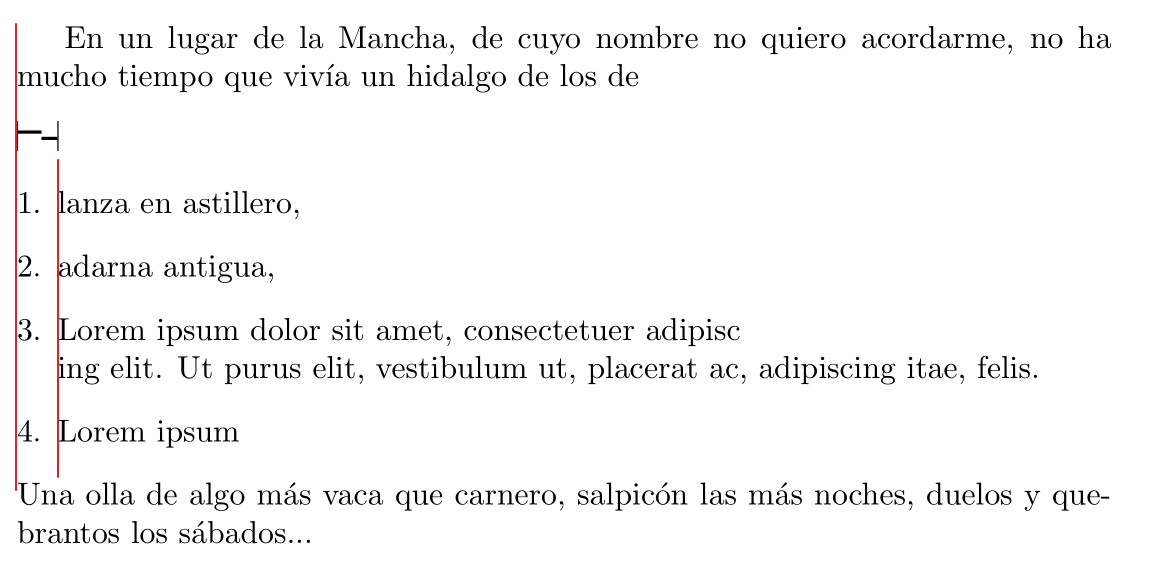 En un lugar de la Mancha, de cuyo nombre no quiero acordarme, no ha
mucho tiempo que vivía un hidalgo de los de
1. lanza en astillero,
2. adarna antigua,
3. Lorem ipsum dolor sit amet, consectetuer adipisc
ing elit. Ut purus elit, vestibulum ut, placerat ac, adipiscing itae, felis.
4. Lorem ipsum
Una olla de algo más vaca que carnero, salpicón las más noches, duelos y que-
brantos los sábados...